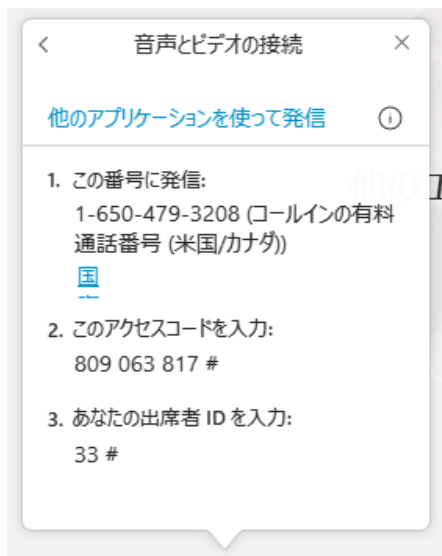 音声とビデオの接続
他のアプリケーションを使って発信
1. この番号に発信:
1-650-479-3208 (コールインの有料
通話番号 (米国/カナダ))
国
2. このアクセスコードを入力:
809 063 817 #
3. あなたの出席者 ID を入力:
33 #